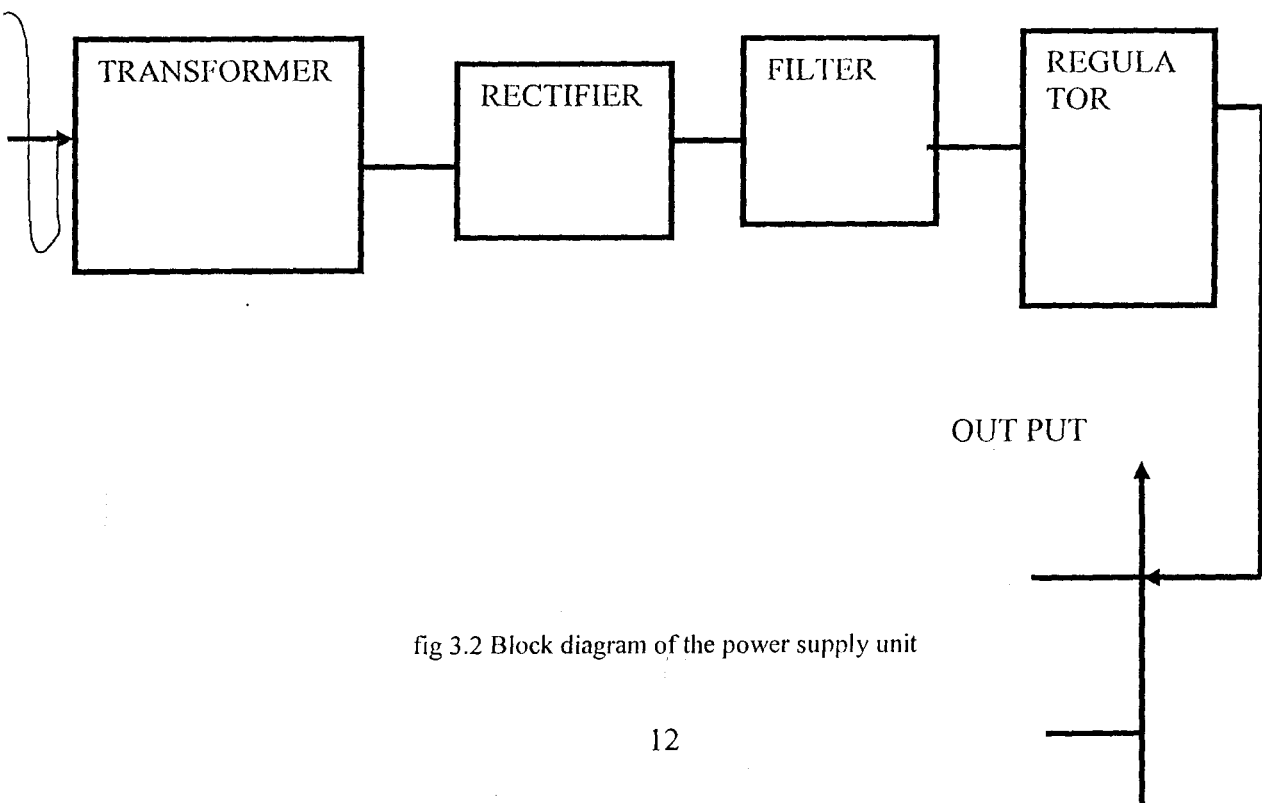 TRANSFORMER
RECTIFIER
FILTER
REGULA
TOR
OUT PUT
fig 3.2 Block diagram of the power supply unit
12